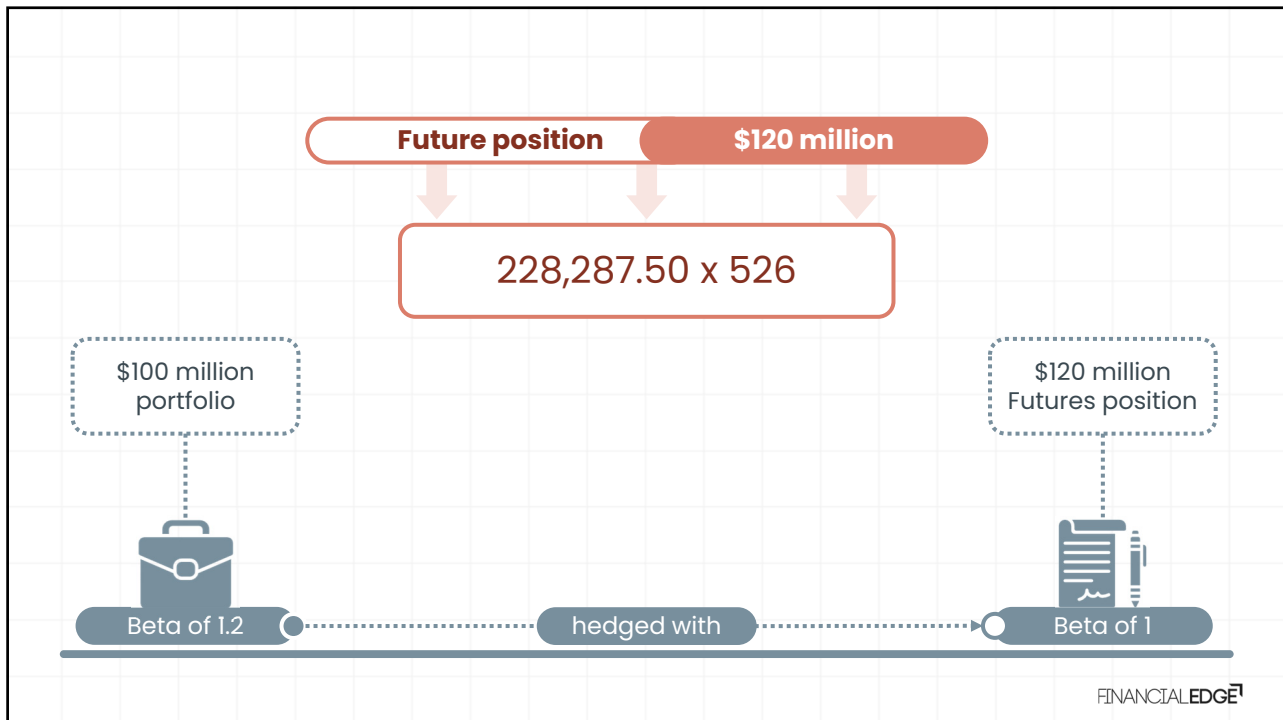 Future position
$120 million
228,287.50 x 526
$100 million
portfolio
$120 million
Futures position
Beta of 1.2
hedged with
Beta of 1
FINANCIALEDGE